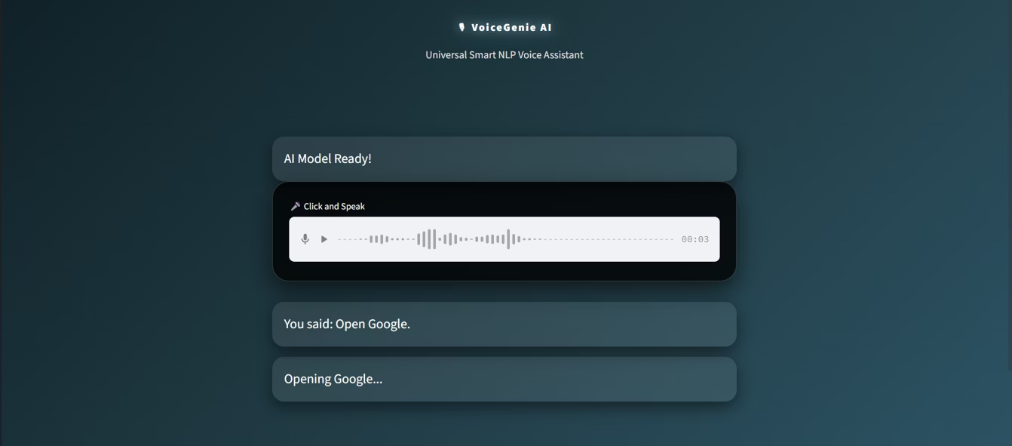 🎙 VoiceGenie AI
Universal Smart NLP Voice Assistant
AI Model Ready!
🎤 Click and Speak
00:03
You said: Open Google.
Opening Google...